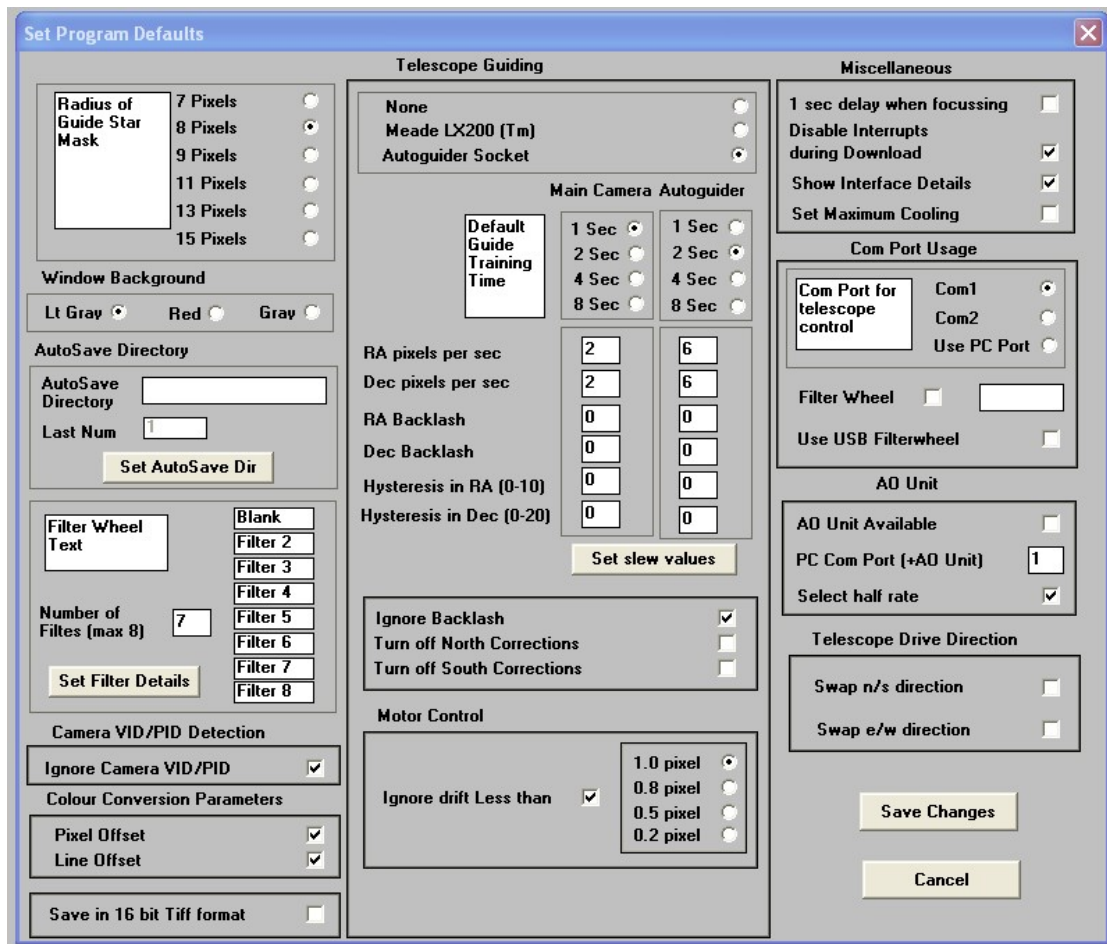 Set Program Defaults
Radius of
Guide Star
Mask
7 Pixels
8 Pixels
9 Pixels
11 Pixels
13 Pixels
15 Pixels
Window Background
Lt Gray
Red
Gray
AutoSave Directory
AutoSave
Directory
Last Num
1
Set AutoSave Dir
Filter Wheel
Text
Number of
Filtes (max 8)
7
Set Filter Details
Blank
Filter 2
Filter 3
Filter 4
Filter 5
Filter 6
Filter 7
Filter 8
Camera VID/PID Detection
Ignore Camera VID/PID
Colour Conversion Parameters
Pixel Offset
Line Offset
Save in 16 bit Tiff format
Telescope Guiding
None
Meade LX200 (Tm)
Autoguider Socket
Main Camera Autoguider
Default
Guide
Training
Time
1 Sec 1 Sec
2 Sec 2 Sec
4 Sec 4 Sec
8 Sec 8 Sec
RA pixels per sec 2 6
Dec pixels per sec 2 6
RA Backlash 0 0
Dec Backlash 0 0
Hysteresis in RA (0-10) 0 0
Hysteresis in Dec (0-20) 0 0
Set slew values
Ignore Backlash
Turn off North Corrections
Turn off South Corrections
Motor Control
Ignore drift Less than
1.0 pixel
0.8 pixel
0.5 pixel
0.2 pixel
Miscellaneous
1 sec delay when focussing
Disable Interrupts
during Download
Show Interface Details
Set Maximum Cooling
Com Port Usage
Com Port for
telescope
control
Com1
Com2
Use PC Port
Filter Wheel
Use USB Filterwheel
AO Unit
AO Unit Available
PC Com Port (+AO Unit) 1
Select half rate
Telescope Drive Direction
Swap n/s direction
Swap e/w direction
Save Changes
Cancel